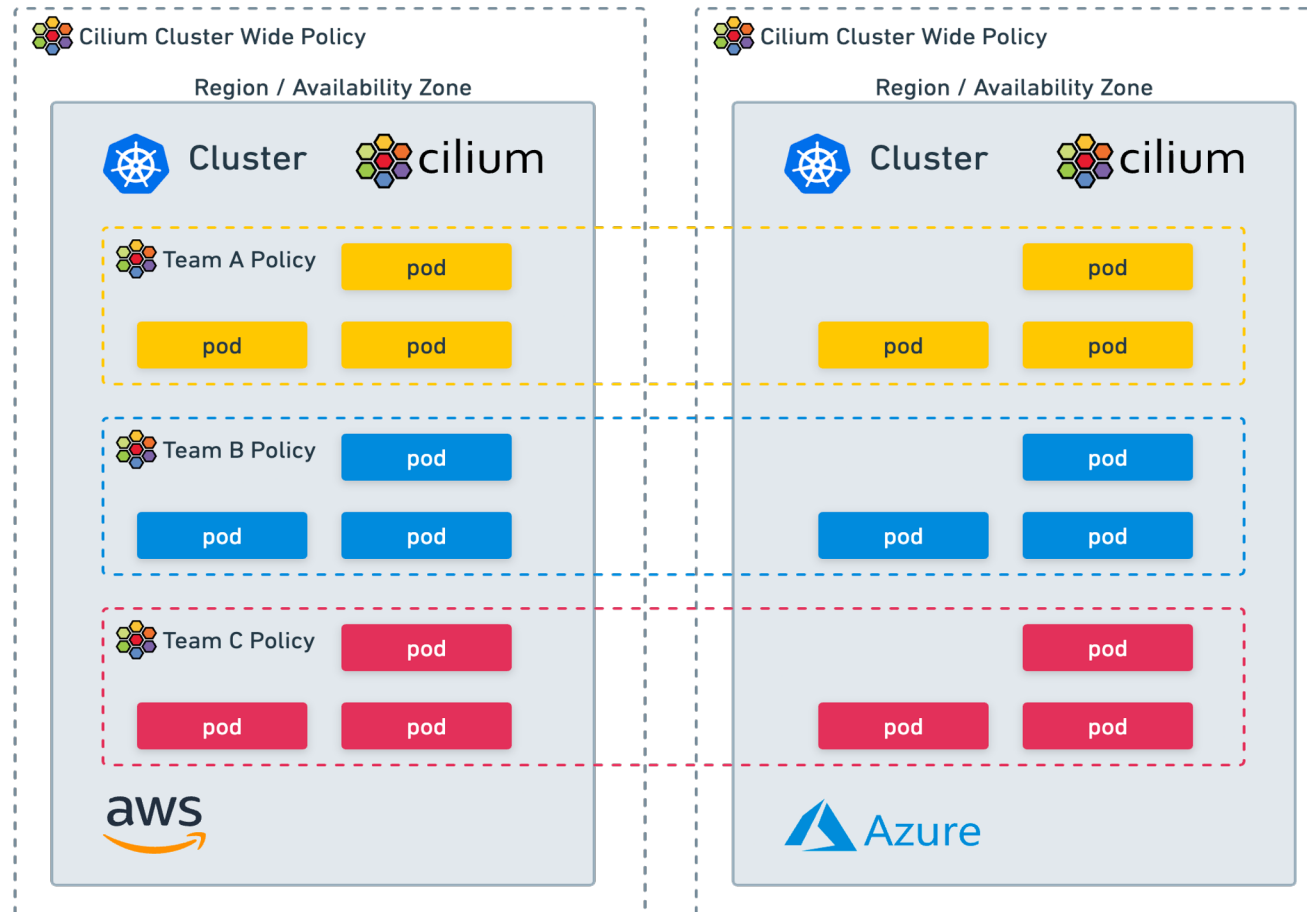 Cilium Cluster Wide Policy
Region / Availability Zone
Cluster
cilium
Team A Policy
pod
pod
pod
Team B Policy
pod
pod
pod
Team C Policy
pod
pod
pod
aws
Cilium Cluster Wide Policy
Region / Availability Zone
Cluster
cilium
pod
pod
pod
pod
pod
pod
pod
pod
pod
Azure